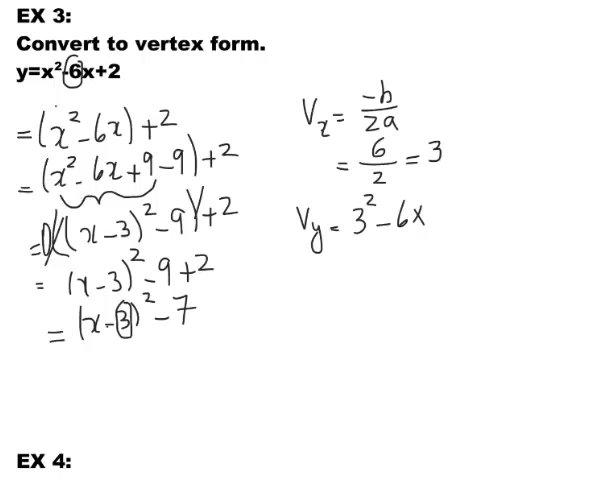 EX 3:
Convert to vertex form.
y=x²-6x+2
=(x²-6x)+2
=(x²-6x+9-9)+2
=((x-3)²-9)+2
=(x-3)²-9+2
=(x-3)²-7
Vx=-b/2a
=6/2=3
Vy=3²-6x
EX 4: